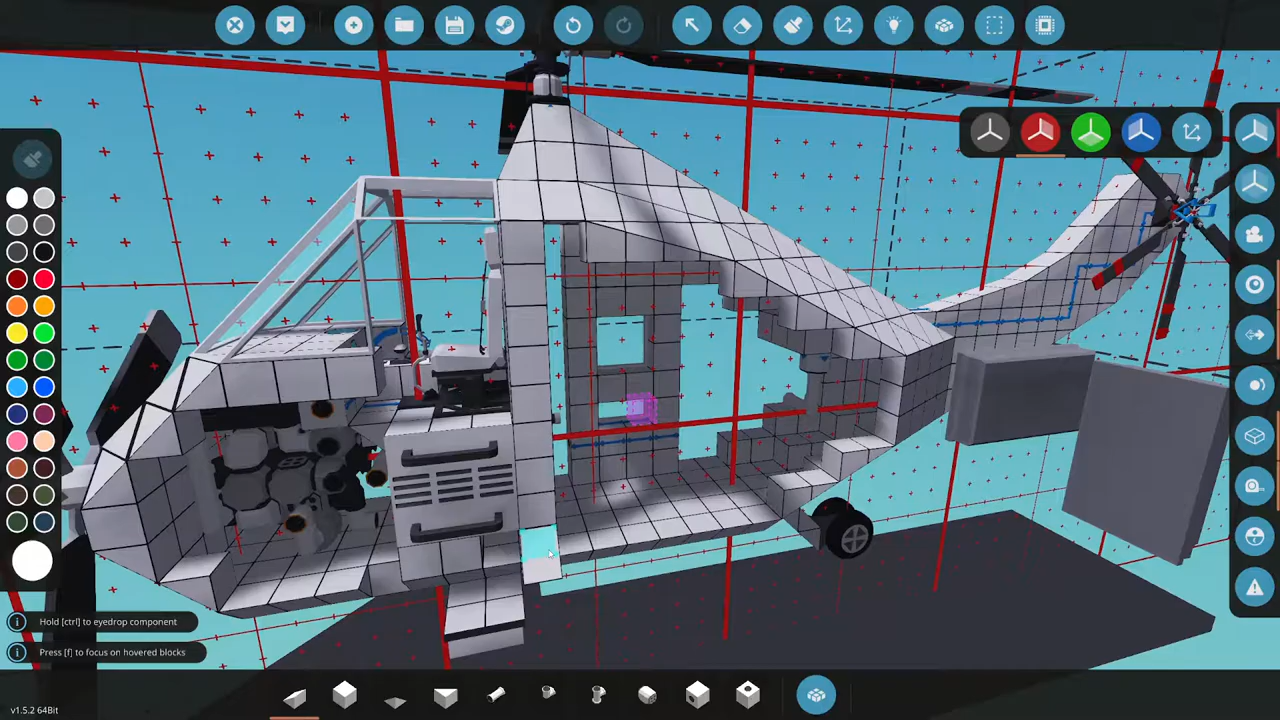 Hold [ctrl] to eyedrop component
Press [f] to focus on hovered blocks
v1.5.2 64Bit